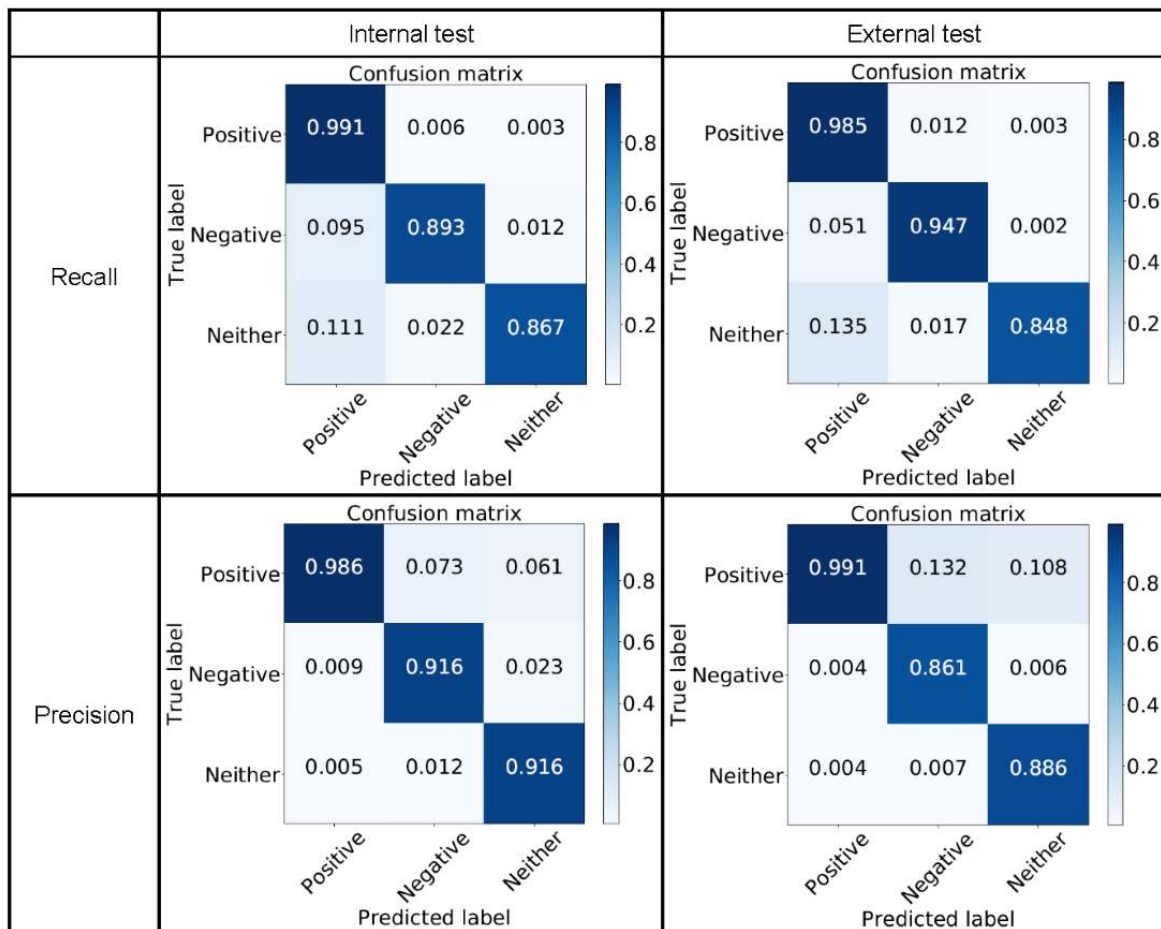 Internal test External test
Recall
Confusion matrix
True label
Positive 0.991 0.006 0.003
Negative 0.095 0.893 0.012
Neither 0.111 0.022 0.867
Positive Negative Neither
Predicted label
0.8
0.6
0.4
0.2
Confusion matrix
True label
Positive 0.985 0.012 0.003
Negative 0.051 0.947 0.002
Neither 0.135 0.017 0.848
Positive Negative Neither
Predicted label
0.8
0.6
0.4
0.2
Precision
Confusion matrix
True label
Positive 0.986 0.073 0.061
Negative 0.009 0.916 0.023
Neither 0.005 0.012 0.916
Positive Negative Neither
Predicted label
0.8
0.6
0.4
0.2
Confusion matrix
True label
Positive 0.991 0.132 0.108
Negative 0.004 0.861 0.006
Neither 0.004 0.007 0.886
Positive Negative Neither
Predicted label
0.8
0.6
0.4
0.2